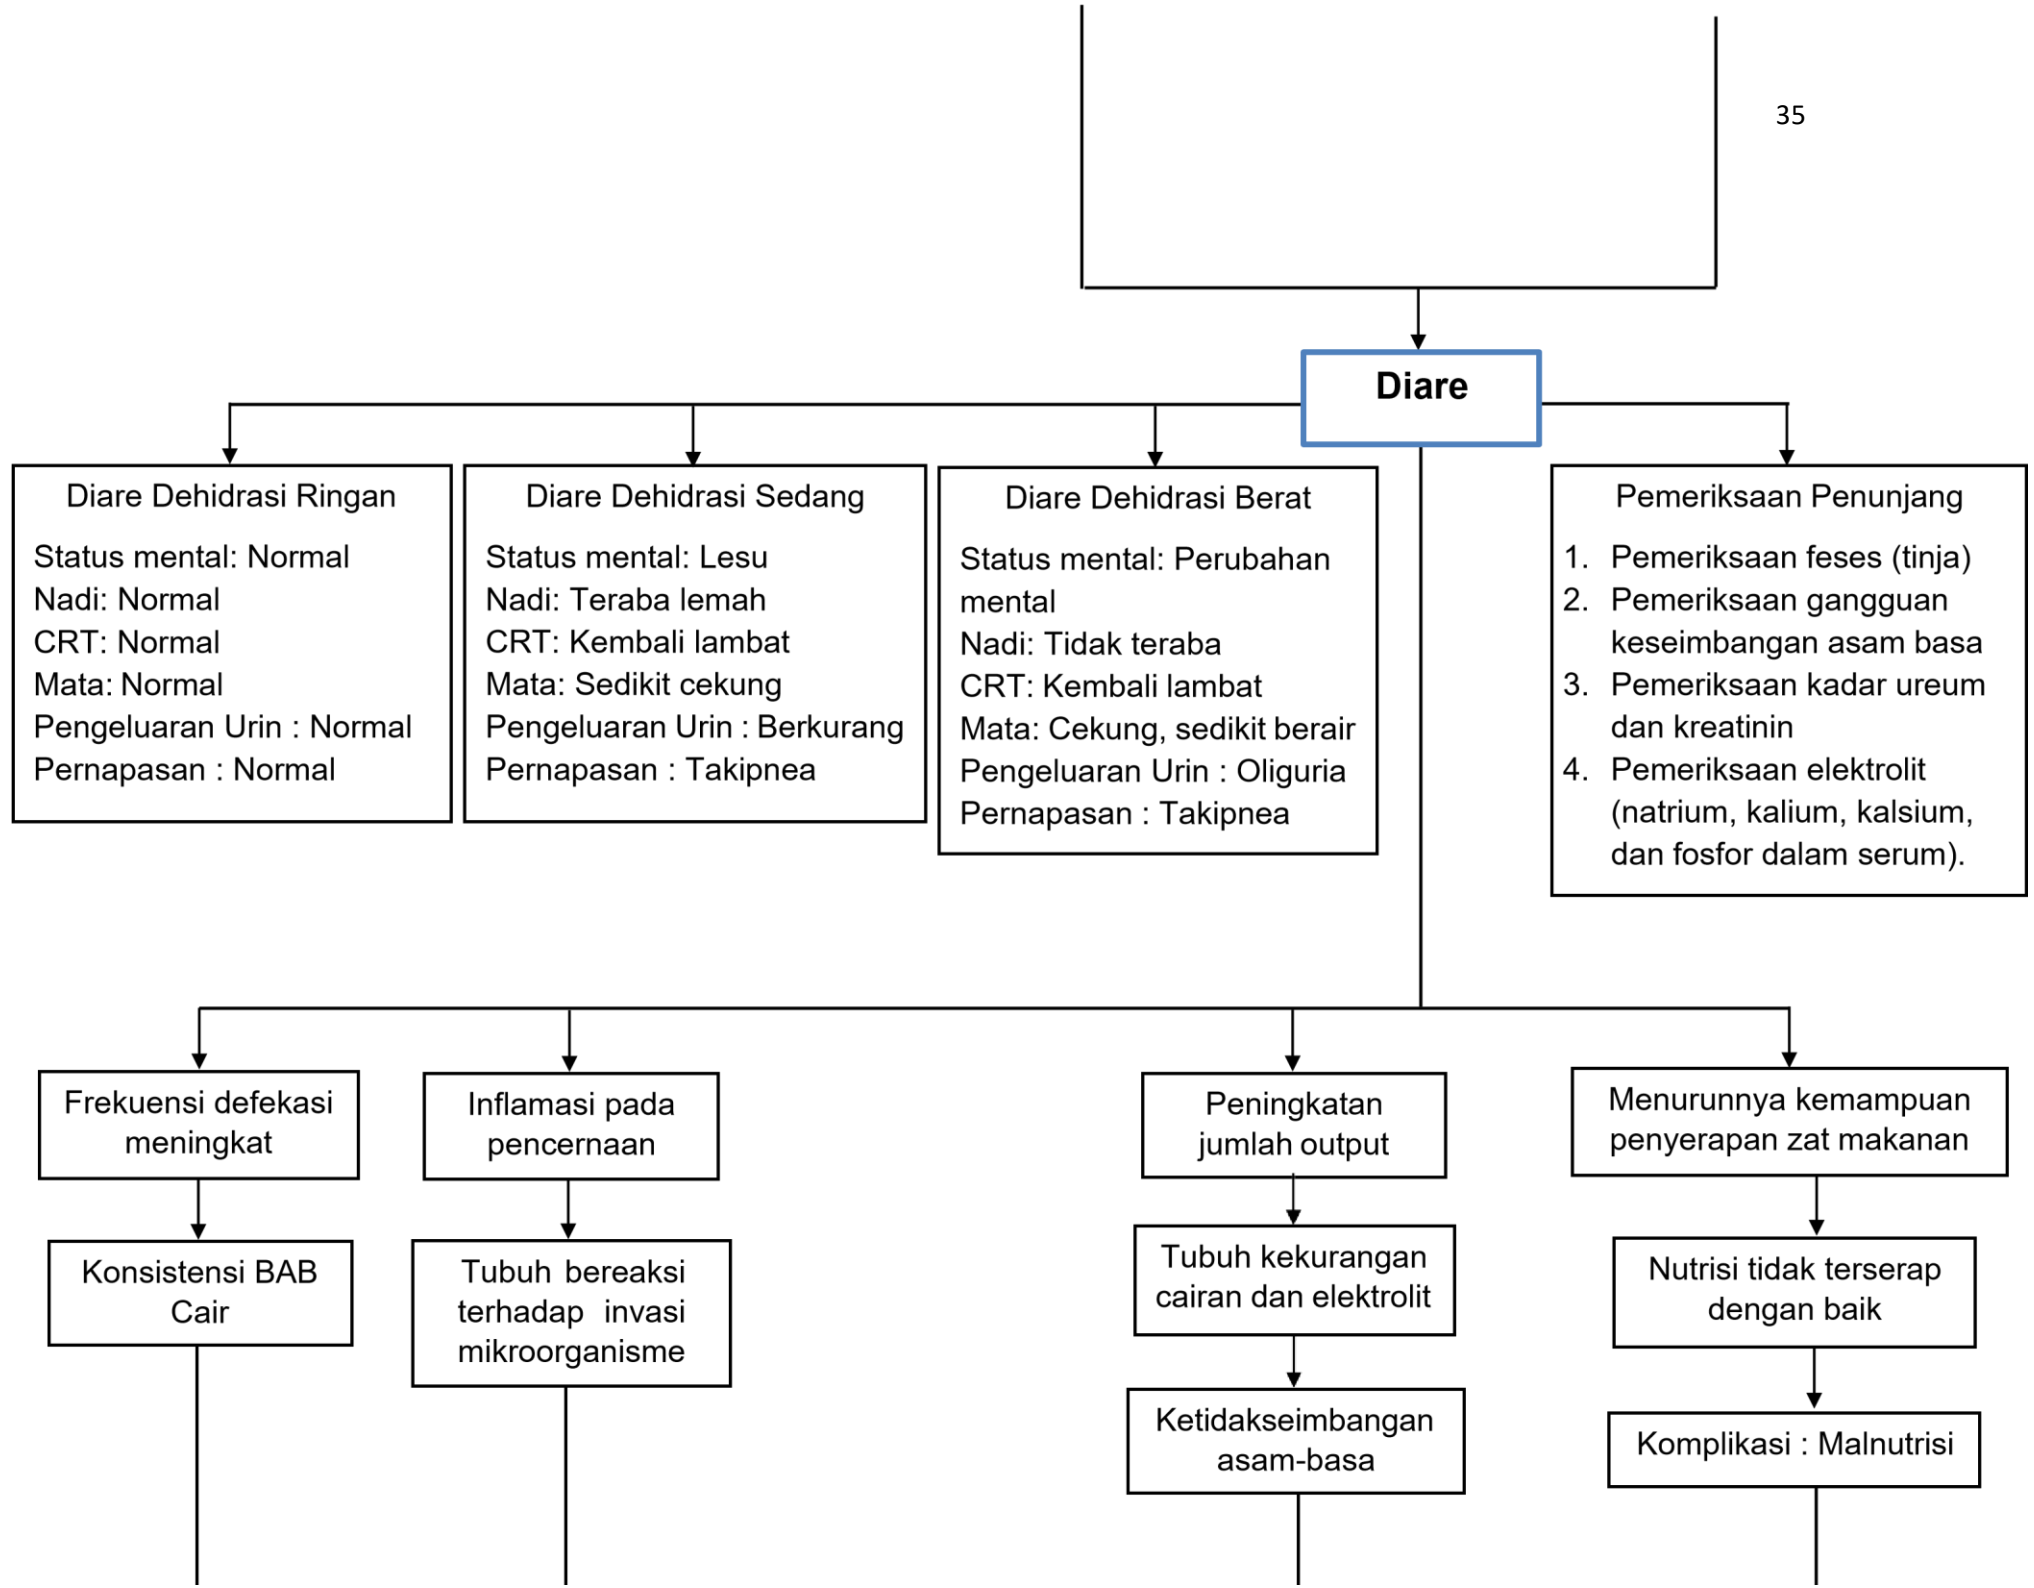 35
Diare
Diare Dehidrasi Ringan
Status mental: Normal
Nadi: Normal
CRT: Normal
Mata: Normal
Pengeluaran Urin : Normal
Pernapasan : Normal
Diare Dehidrasi Sedang
Status mental: Lesu
Nadi: Teraba lemah
CRT: Kembali lambat
Mata: Sedikit cekung
Pengeluaran Urin : Berkurang
Pernapasan : Takipnea
Diare Dehidrasi Berat
Status mental: Perubahan
mental
Nadi: Tidak teraba
CRT: Kembali lambat
Mata: Cekung, sedikit berair
Pengeluaran Urin : Oliguria
Pernapasan : Takipnea
Pemeriksaan Penunjang
1. Pemeriksaan feses (tinja)
2. Pemeriksaan gangguan
keseimbangan asam basa
3. Pemeriksaan kadar ureum
dan kreatinin
4. Pemeriksaan elektrolit
(natrium, kalium, kalsium,
dan fosfor dalam serum).
Frekuensi defekasi
meningkat
Konsistensi BAB
Cair
Inflamasi pada
pencernaan
Tubuh bereaksi
terhadap invasi
mikroorganisme
Peningkatan
jumlah output
Tubuh kekurangan
cairan dan elektrolit
Ketidakseimbangan
asam-basa
Menurunnya kemampuan
penyerapan zat makanan
Nutrisi tidak terserap
dengan baik
Komplikasi : Malnutrisi